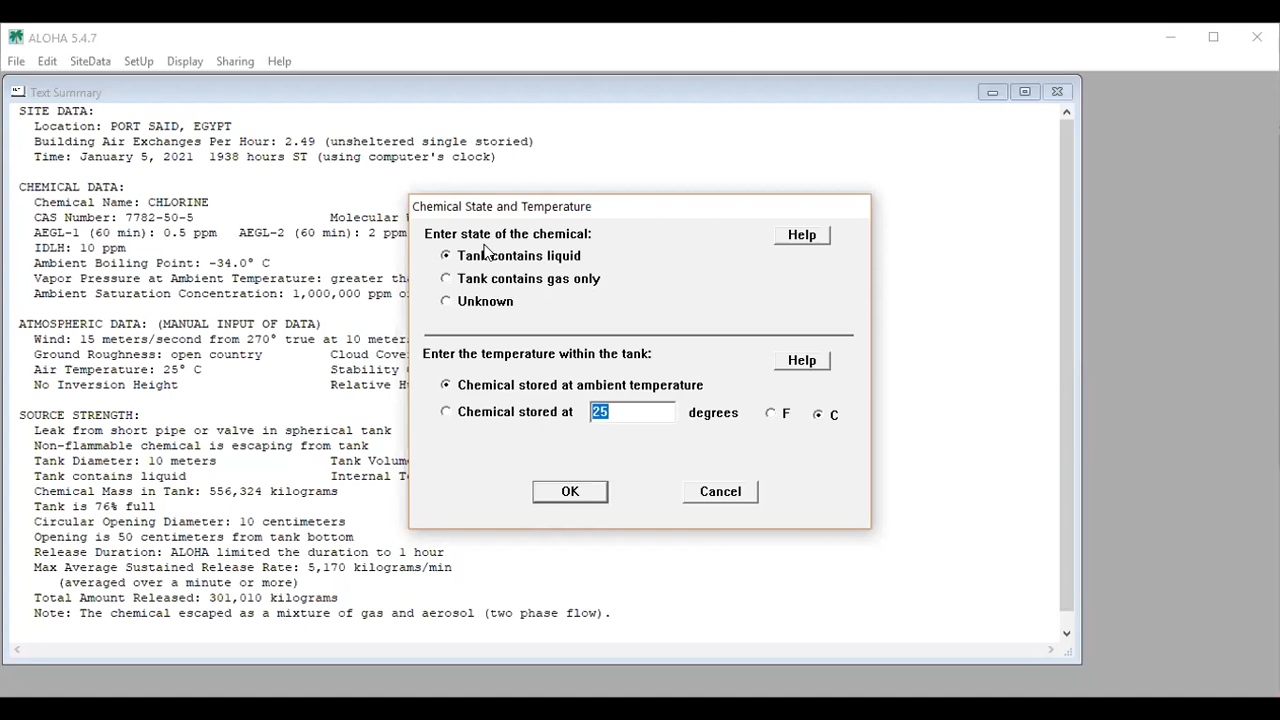 ALOHA 5.4.7
File Edit SiteData SetUp Display Sharing Help
Text Summary
SITE DATA:
Location: PORT SAID, EGYPT
Building Air Exchanges Per Hour: 2.49 (unsheltered single storied)
Time: January 5, 2021 1938 hours ST (using computer's clock)
CHEMICAL DATA:
Chemical Name: CHLORINE
CAS Number: 7782-50-5 Molecular
AEGL-1 (60 min): 0.5 ppm AEGL-2 (60 min): 2 ppm
IDLH: 10 ppm
Ambient Boiling Point: -34.0° C
Vapor Pressure at Ambient Temperature: greater
Ambient Saturation Concentration: 1,000,000 ppm
ATMOSPHERIC DATA: (MANUAL INPUT OF DATA)
Wind: 15 meters/second from 270° true at 10 meter
Ground Roughness: open country Cloud Cove
Air Temperature: 25° C Stability
No Inversion Height Relative
SOURCE STRENGTH:
Leak from short pipe or valve in spherical tank
Non-flammable chemical is escaping from tank
Tank Diameter: 10 meters Tank Volum
Tank contains liquid Internal
Chemical Mass in Tank: 556,324 kilograms
Tank is 76% full
Circular Opening Diameter: 10 centimeters
Opening is 50 centimeters from tank bottom
Release Duration: ALOHA limited the duration to 1 hour
Max Average Sustained Release Rate: 5,170 kilograms/min
(averaged over a minute or more)
Total Amount Released: 301,010 kilograms
Note: The chemical escaped as a mixture of gas and aerosol (two phase flow).
Chemical State and Temperature
Enter state of the chemical:
Help
Tank contains liquid
Tank contains gas only
Unknown
Enter the temperature within the tank:
Help
Chemical stored at ambient temperature
Chemical stored at 25 degrees F C
OK Cancel